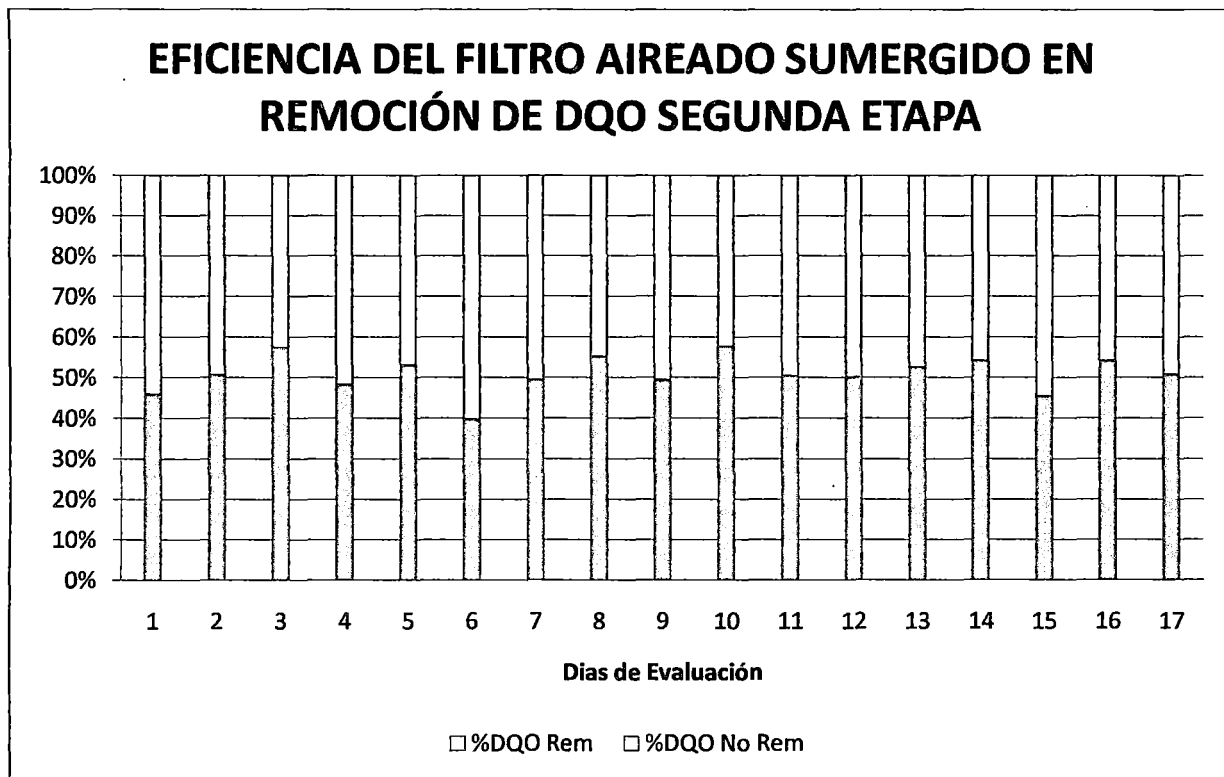 EFICIENCIA DEL FILTRO AIREADO SUMERGIDO EN
REMOCIÓN DE DQO SEGUNDA ETAPA
100%
90%
80%
70%
60%
50%
40%
30%
20%
10%
0%
1 2 3 4 5 6 7 8 9 10 11 12 13 14 15 16 17
Dias de Evaluación
%DQO Rem %DQO No Rem